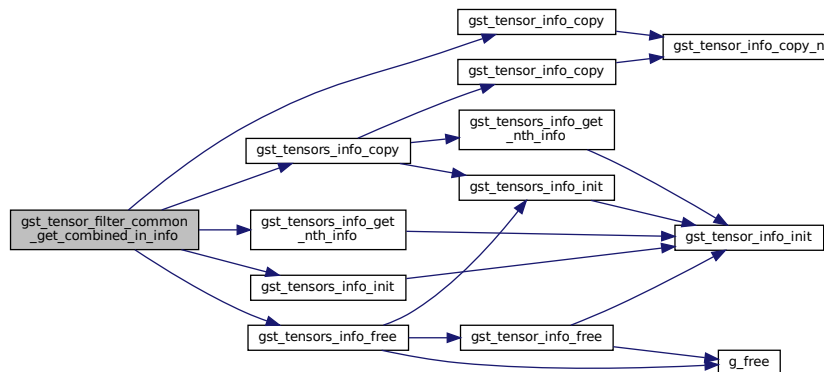 gst_tensor_info_copy
gst_tensor_info_copy_n
gst_tensor_info_copy
gst_tensors_info_get
_nth_info
gst_tensors_info_copy
gst_tensors_info_init
gst_tensor_filter_common
_get_combined_in_info
gst_tensors_info_get
_nth_info
gst_tensor_info_init
gst_tensors_info_init
gst_tensors_info_free
gst_tensor_info_free
g_free